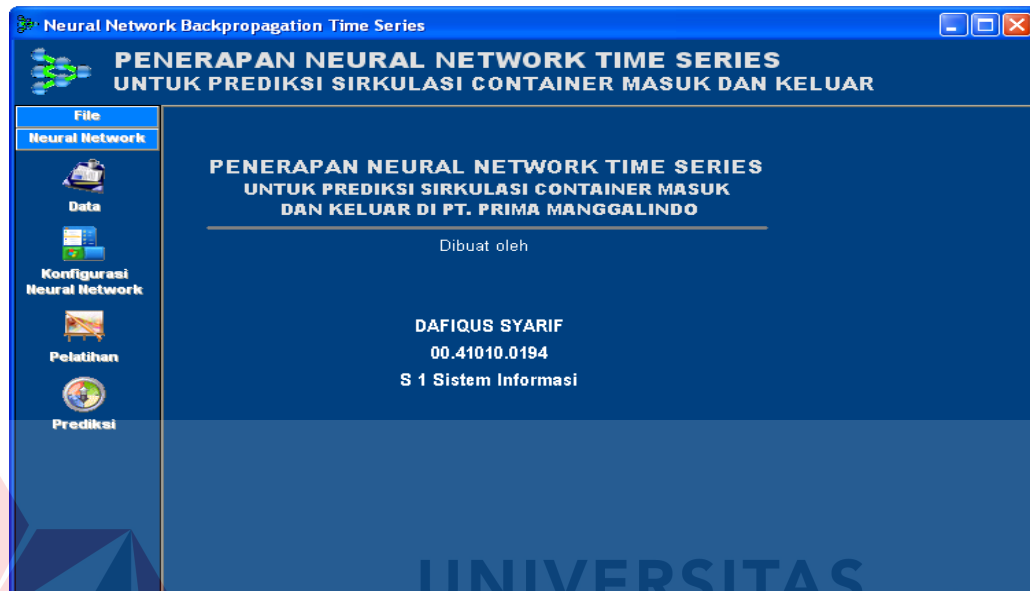 Neural Network Backpropagation Time Series
PENERAPAN NEURAL NETWORK TIME SERIES
UNTUK PREDIKSI SIRKULASI CONTAINER MASUK DAN KELUAR
File
Neural Network
Data
Konfigurasi
Neural Network
Pelatihan
Prediksi
PENERAPAN NEURAL NETWORK TIME SERIES
UNTUK PREDIKSI SIRKULASI CONTAINER MASUK
DAN KELUAR DI PT. PRIMA MANGGALINDO
Dibuat oleh
DAFIQUS SYARIF
00.41010.0194
S 1 Sistem Informasi
UNIVERSITAS